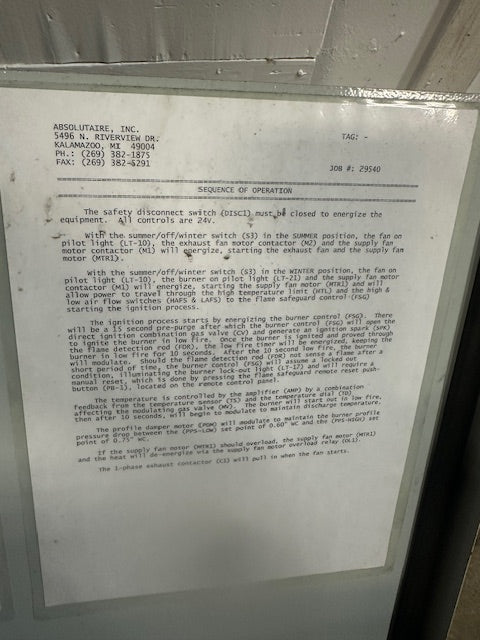 ABSOLUTAIRE, INC.
5496 N. RIVERVIEW DR.
KALAMAZOO, MI 49004
PH.: (269) 382-1875
FAX: (269) 382-5291
TAG: -
JOB #: 29540
SEQUENCE OF OPERATION
The safety disconnect switch (DISC1) must be closed to energize the
equipment. All controls are 24V.
With the summer/off/winter switch (S3) in the SUMMER position, the fan on
pilot light (LT-10), the exhaust fan motor contactor (M2) and the supply fan
motor contactor (M1) will energize, starting the exhaust fan and the supply fan
motor (MTR1).
With the summer/off/winter switch (S3) in the WINTER position, the fan on
pilot light (LT-10), the burner on pilot light (LT-21) and the supply fan motor
contactor (M1) will energize, starting the supply fan motor (MTR1) and will
allow power to travel through the high temperature limit (HTL) and the high &
low air flow switches (HAFS & LAFS) to the flame safeguard control (FSG)
starting the ignition process.
The ignition process starts by energizing the burner control (FSG). There
will be a 15 second pre-purge after which the burner control (FSG) will open the
direct ignition combination gas valve (CV) and generate an ignition spark (SPK)
to ignite the burner in low fire. Once the burner is ignited and proved through
the flame detection rod (FDR), the low fire timer will be energized, keeping the
burner in low fire for 10 seconds. After the 10 second low fire, the burner
will modulate. Should the flame detection rod (FDR) not sense a flame after a
short period of time, the burner control (FSG) will assume a locked out
condition, illuminating the burner lock-out light (LT-17) and will require a
manual reset, which is done by pressing the flame safeguard remote reset push-
button (PB-1), located on the remote control panel.
The temperature is controlled by the amplifier (AMP) by a combination
feedback from the temperature sensor (TS) and the temperature dial (TD),
affecting the modulating gas valve (MV). The burner will start out in low fire,
then after 10 seconds, will begin to modulate to maintain discharge temperature.
The profile damper motor (PDM) will modulate to maintain the burner profile
pressure drop between the (PPS-LOW) set point of 0.60" WC and the (PPS-HIGH) set
point of 0.75" WC.
If the supply fan motor (MTR1) should overload, the supply fan motor (MTR1)
and the heat will de-energize via the supply fan motor overload relay (OL1).
The 1-phase exhaust contactor (C1) will pull in when the fan starts.